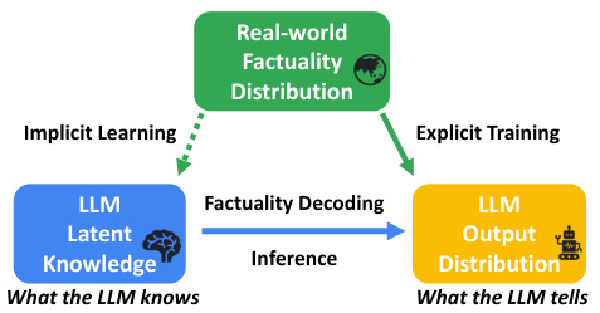 Real-world
Factuality
Distribution
Implicit Learning
Explicit Training
LLM
Latent
Knowledge
Factuality Decoding
Inference
LLM
Output
Distribution
What the LLM knows
What the LLM tells